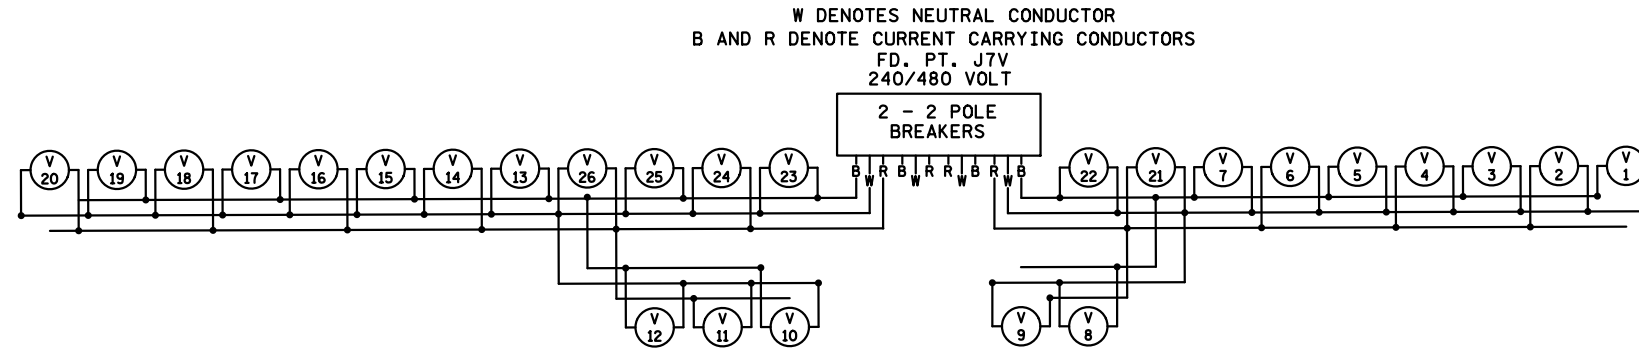 W DENOTES NEUTRAL CONDUCTOR
B AND R DENOTE CURRENT CARRYING CONDUCTORS
FD. PT. J7V
240/480 VOLT
2 - 2 POLE
BREAKERS
B W R B W R R W B R W B
V 20
V 19
V 18
V 17
V 16
V 15
V 14
V 13
V 26
V 25
V 24
V 23
V 22
V 21
V 7
V 6
V 5
V 4
V 3
V 2
V 1
V 12
V 11
V 10
V 9
V 8